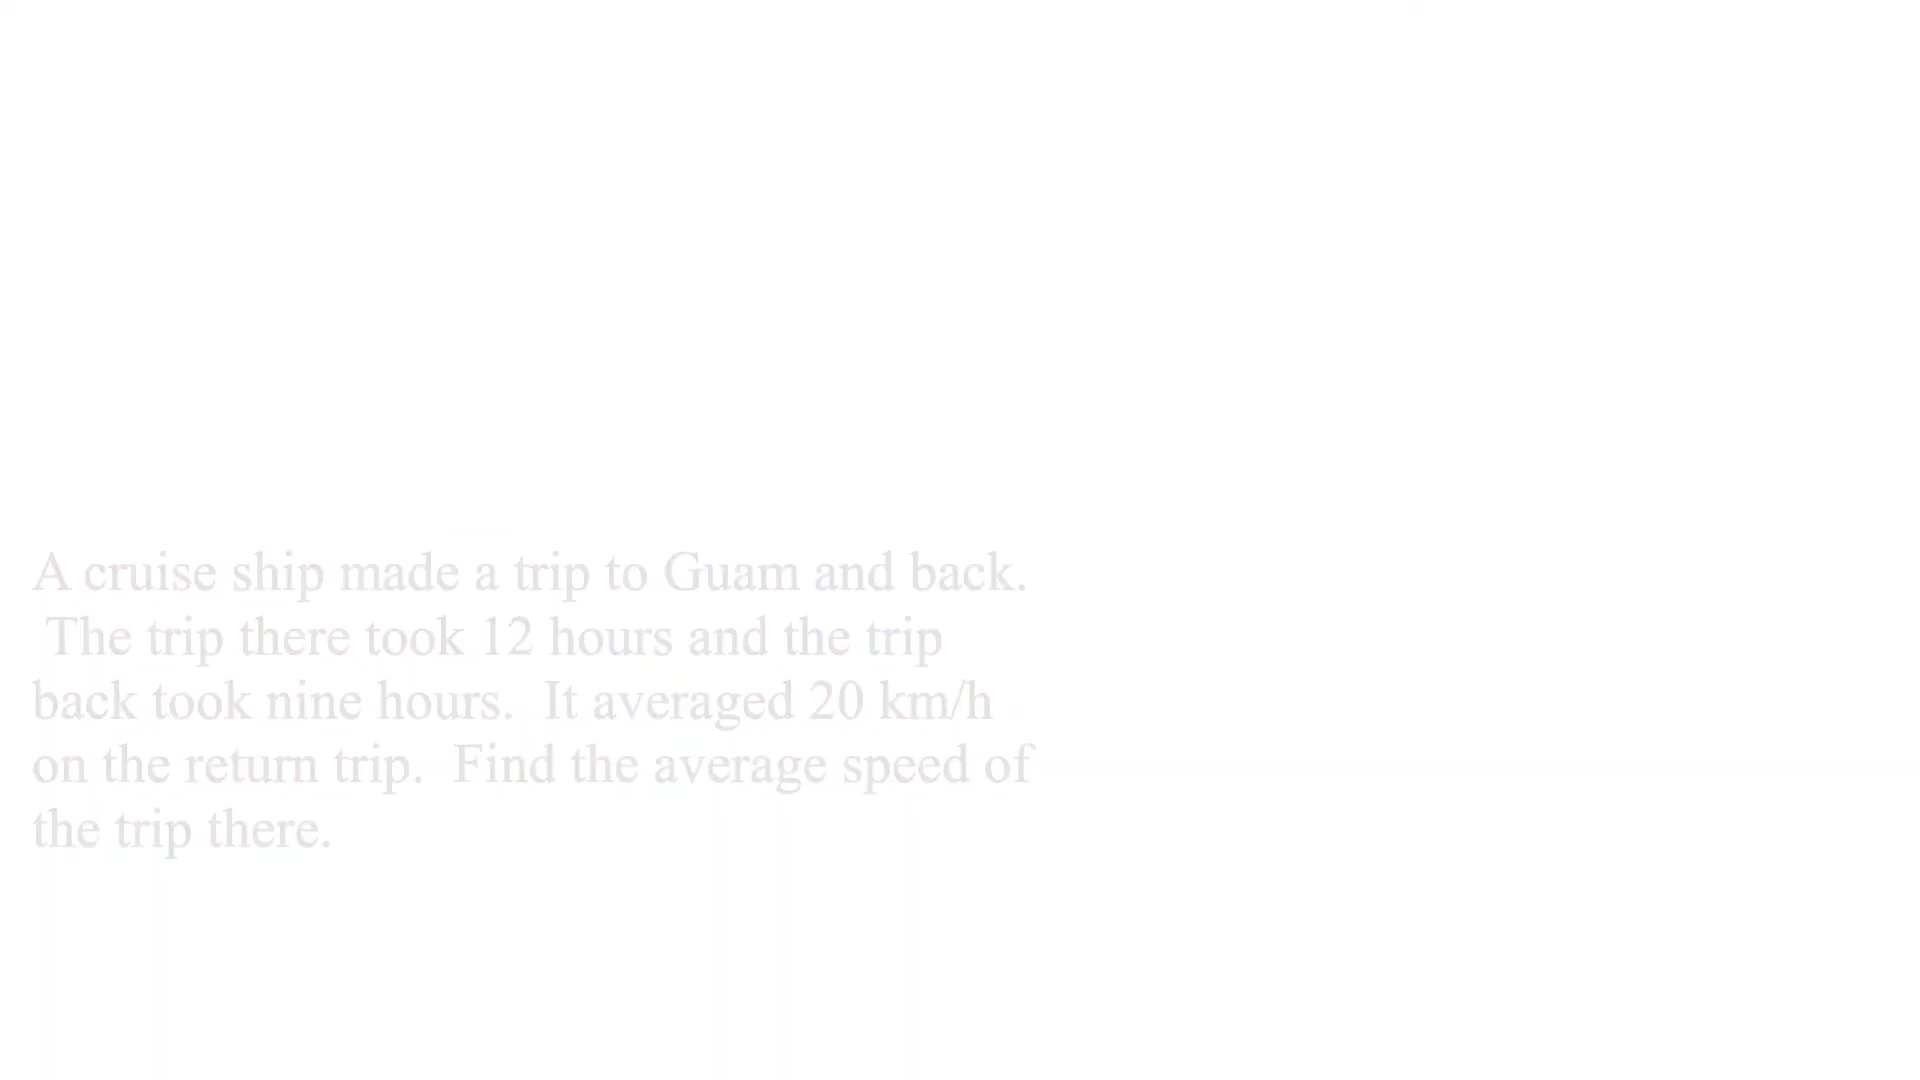 A cruise ship made a trip to Guam and back.
The trip there took 12 hours and the trip
back took nine hours.  It averaged 20 km/h
on the return trip.  Find the average speed of
the trip there.